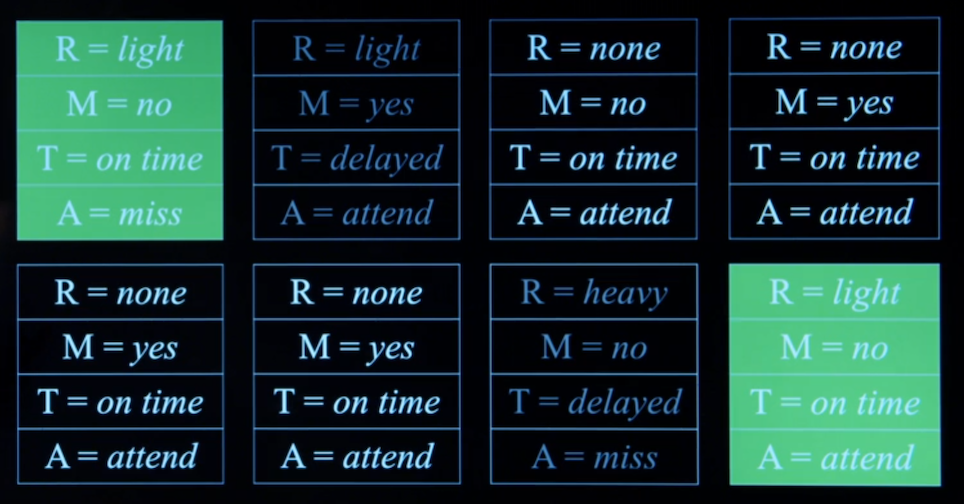 R = light
M = no
T = on time
A = miss
R = light
M = yes
T = delayed
A = attend
R = none
M = no
T = on time
A = attend
R = none
M = yes
T = on time
A = attend
R = none
M = yes
T = on time
A = attend
R = none
M = yes
T = on time
A = attend
R = heavy
M = no
T = delayed
A = miss
R = light
M = no
T = on time
A = attend